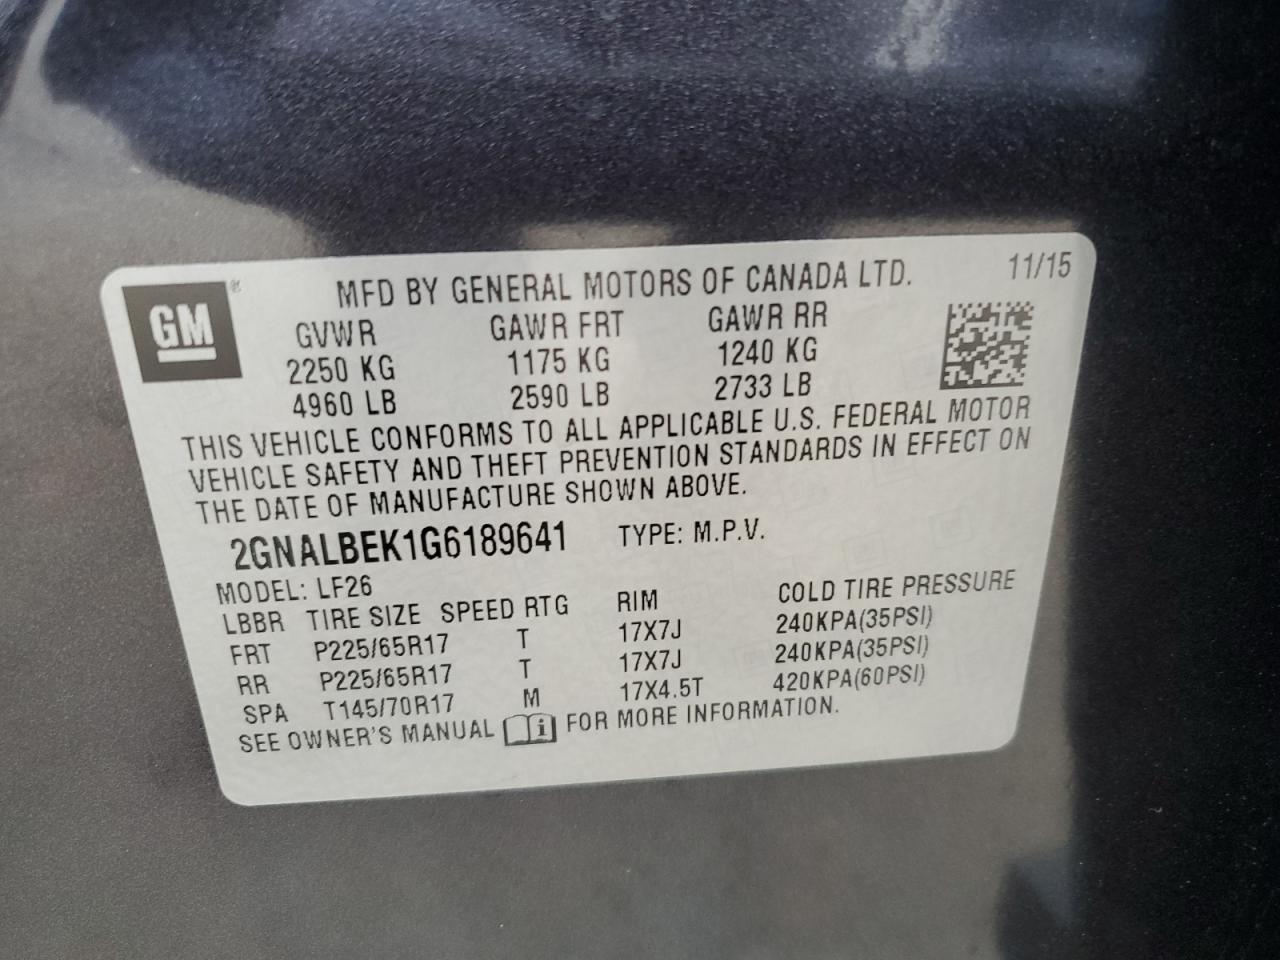 GM ®
MFD BY GENERAL MOTORS OF CANADA LTD. 11/15
GVWR GAWR FRT GAWR RR
2250 KG 1175 KG 1240 KG
4960 LB 2590 LB 2733 LB
THIS VEHICLE CONFORMS TO ALL APPLICABLE U.S. FEDERAL MOTOR
VEHICLE SAFETY AND THEFT PREVENTION STANDARDS IN EFFECT ON
THE DATE OF MANUFACTURE SHOWN ABOVE.
2GNALBEK1G6189641 TYPE: M.P.V.
MODEL: LF26
LBBR TIRE SIZE SPEED RTG RIM COLD TIRE PRESSURE
FRT P225/65R17 T 17X7J 240KPA(35PSI)
RR P225/65R17 T 17X7J 240KPA(35PSI)
SPA T145/70R17 M 17X4.5T 420KPA(60PSI)
SEE OWNER'S MANUAL i FOR MORE INFORMATION.